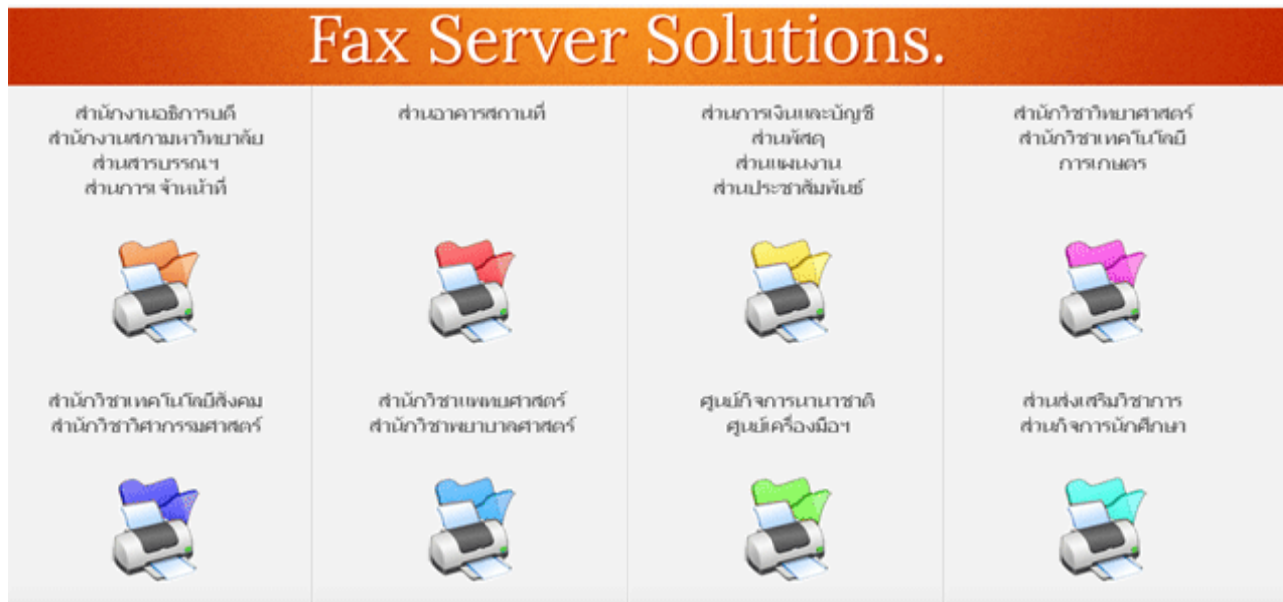 Fax Server Solutions.
สำนักงานอธิการบดี
สำนักงานสภามหาวิทยาลัย
ส่วนสารบรรณฯ
ส่วนการเจ้าหน้าที่
ส่วนอาคารสถานที่
ส่วนการเงินและบัญชี
ส่วนพัสดุ
ส่วนแผนงาน
ส่วนประชาสัมพันธ์
สำนักวิชาวิทยาศาสตร์
สำนักวิชาเทคโนโลยี
การเกษตร
สำนักวิชาเทคโนโลยีสังคม
สำนักวิชาวิศวกรรมศาสตร์
สำนักวิชาแพทยศาสตร์
สำนักวิชาพยาบาลศาสตร์
ศูนย์กิจการนานาชาติ
ศูนย์เครื่องมือฯ
ส่วนส่งเสริมวิชาการ
ส่วนกิจการนักศึกษา